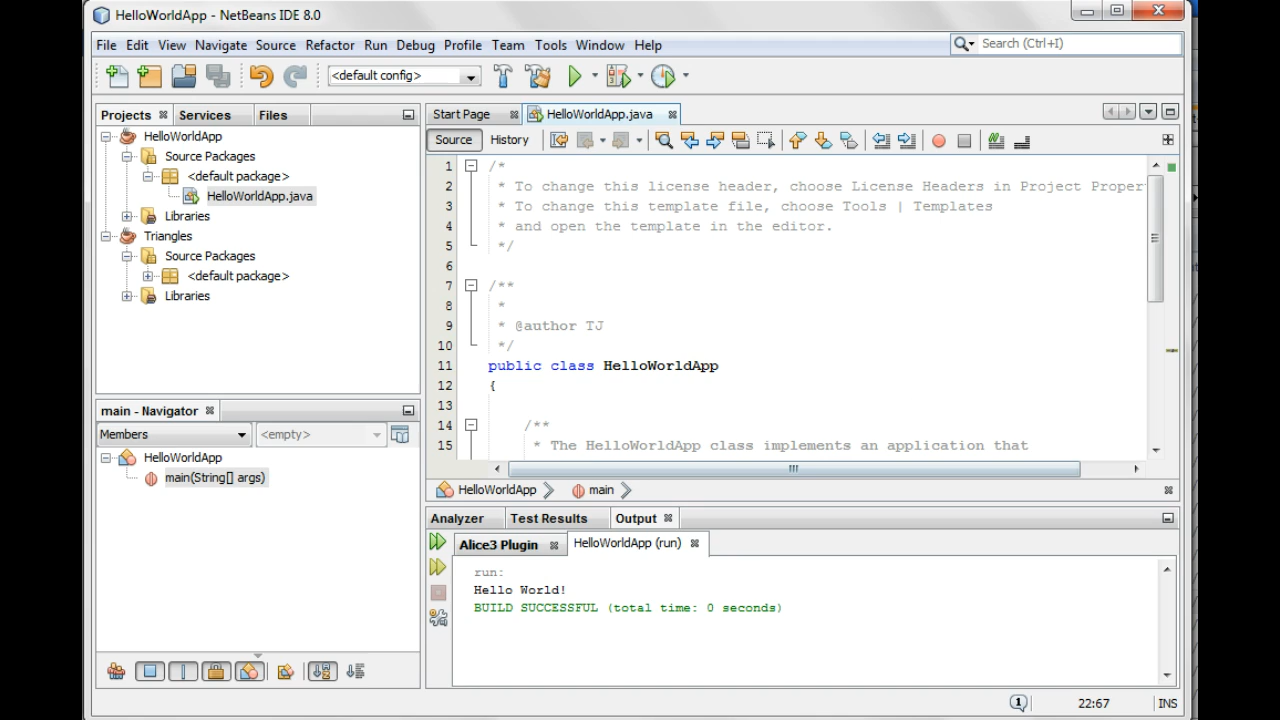 HelloWorldApp - NetBeans IDE 8.0
File Edit View Navigate Source Refactor Run Debug Profile Team Tools Window Help
Search (Ctrl+I)
<default config>
Projects Services Files
HelloWorldApp
Source Packages
<default package>
HelloWorldApp.java
Libraries
Triangles
Source Packages
<default package>
Libraries
main - Navigator
Members <empty>
HelloWorldApp
main(String[] args)
Start Page HelloWorldApp.java
Source History
1 /*
2 * To change this license header, choose License Headers in Project Proper
3 * To change this template file, choose Tools | Templates
4 * and open the template in the editor.
5 */
6
7 /**
8 *
9 * @author TJ
10 */
11 public class HelloWorldApp
12 {
13
14 /**
15 * The HelloWorldApp class implements an application that
HelloWorldApp main
Analyzer Test Results Output
Alice3 Plugin HelloWorldApp (run)
run:
Hello World!
BUILD SUCCESSFUL (total time: 0 seconds)
1 22:67 INS